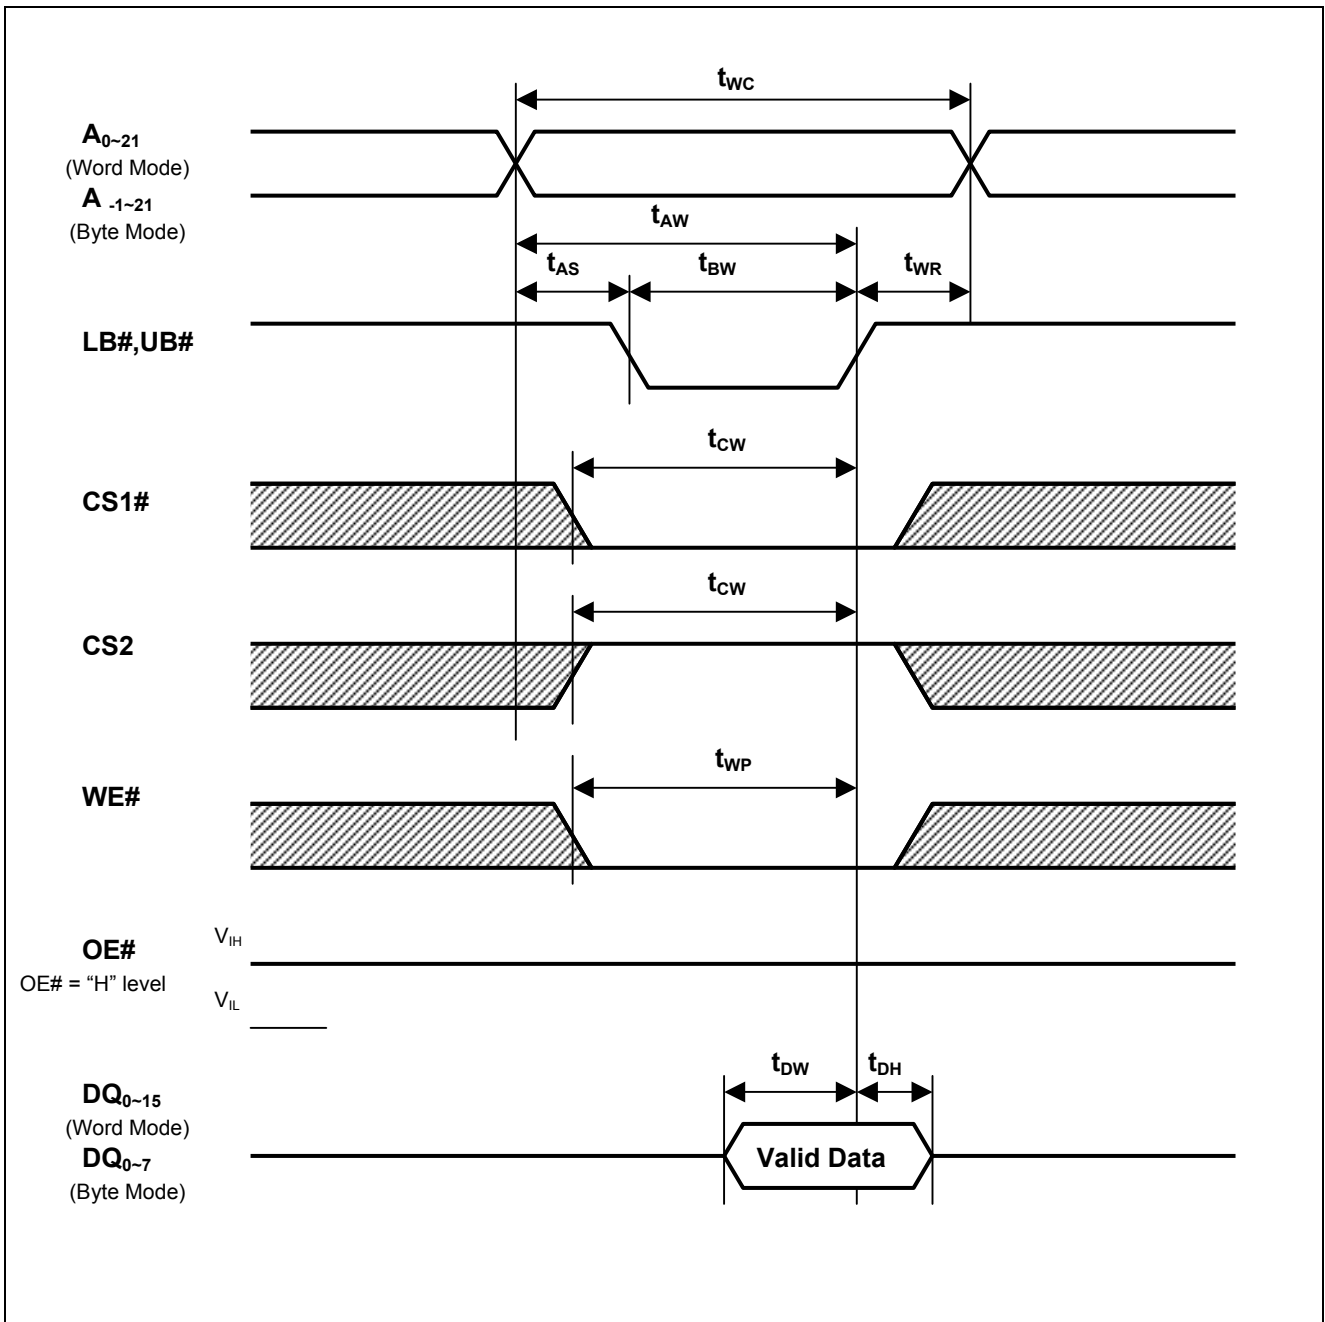 tWC
A0~21
(Word Mode)
A -1~21
(Byte Mode)
tAW
tAS
tBW
tWR
LB#,UB#
tCW
CS1#
tCW
CS2
tWP
WE#
VIH
OE#
OE# = “H” level
VIL
tDW
tDH
DQ0~15
(Word Mode)
DQ0~7
(Byte Mode)
Valid Data